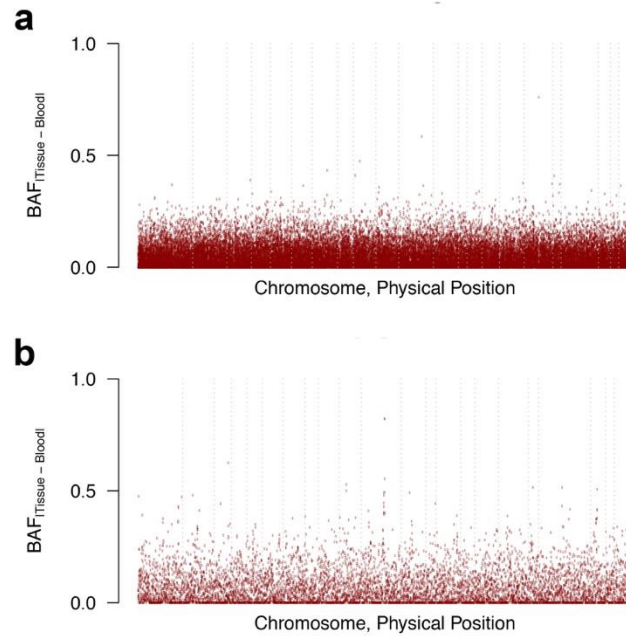 a
1.0
0.5
0.0
BAF|Tissue − Blood|
Chromosome, Physical Position
b
1.0
0.5
0.0
BAF|Tissue − Blood|
Chromosome, Physical Position